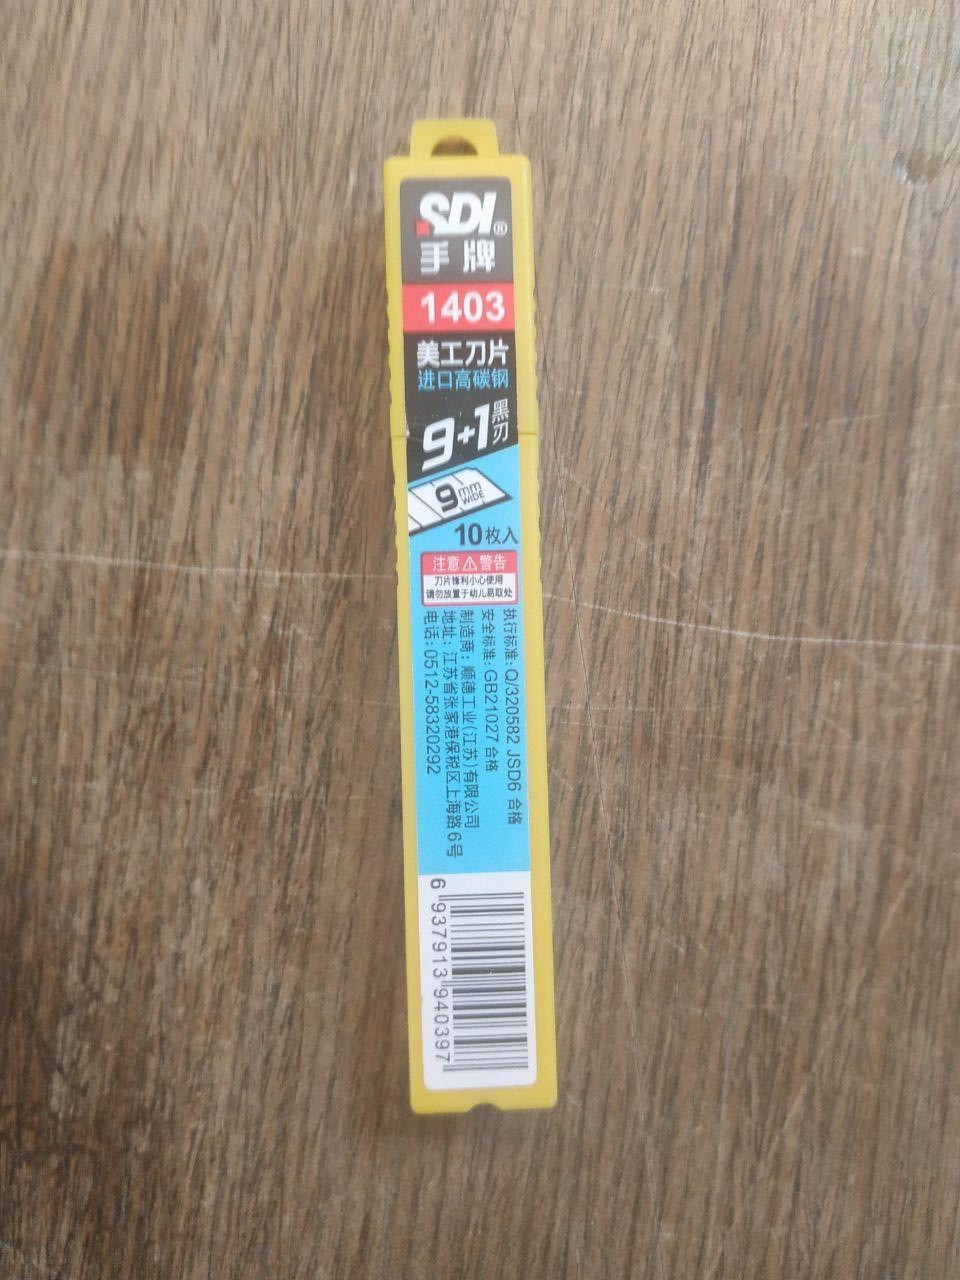 SDI®
手牌
1403
美工刀片
进口高碳钢
9+1黑刃
9mm WIDE
10枚入
注意⚠警告
刀片锋利小心使用
请勿放置于幼儿易取处
执行标准:Q/320582 JSD6 合格
安全标准:GB21027 合格
制造商:顺德工业(江苏)有限公司
地址:江苏省张家港保税区上海路6号
电话:0512-58320292
6 937913 940397